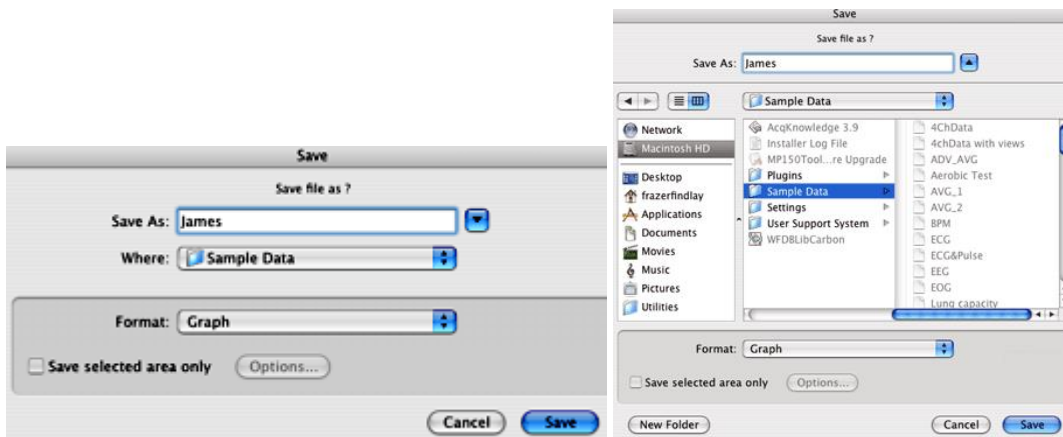 Save
Save file as ?
Save As: James
Where: Sample Data
Format: Graph
Save selected area only Options...
Cancel Save
Save
Save file as ?
Save As: James
Sample Data
Network
Macintosh HD
Desktop
frazerfindlay
Applications
Documents
Movies
Music
Pictures
Utilities
AcqKnowledge 3.9
Installer Log File
MP150Tool...re Upgrade
Plugins
Sample Data
Settings
User Support System
WFDBLibCarbon
4ChData
4chData with views
ADV_AVG
Aerobic Test
AVG_1
AVG_2
BPM
ECG
ECG&Pulse
EEG
EOG
Lung capacity
Format: Graph
Save selected area only Options...
New Folder Cancel Save